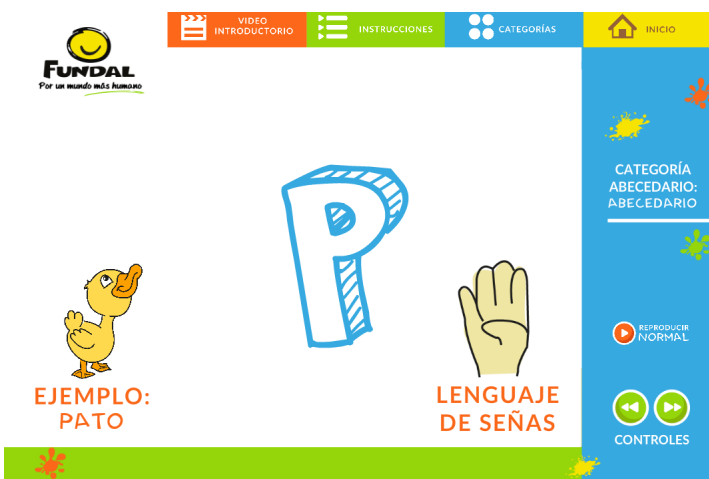 FUNDAL
Por un mundo más humano
VIDEO
INTRODUCTORIO
INSTRUCCIONES
CATEGORÍAS
INICIO
CATEGORÍA
ABECEDARIO:
ABECEDARIO
P
REPRODUCIR
NORMAL
EJEMPLO:
PATO
LENGUAJE
DE SEÑAS
CONTROLES